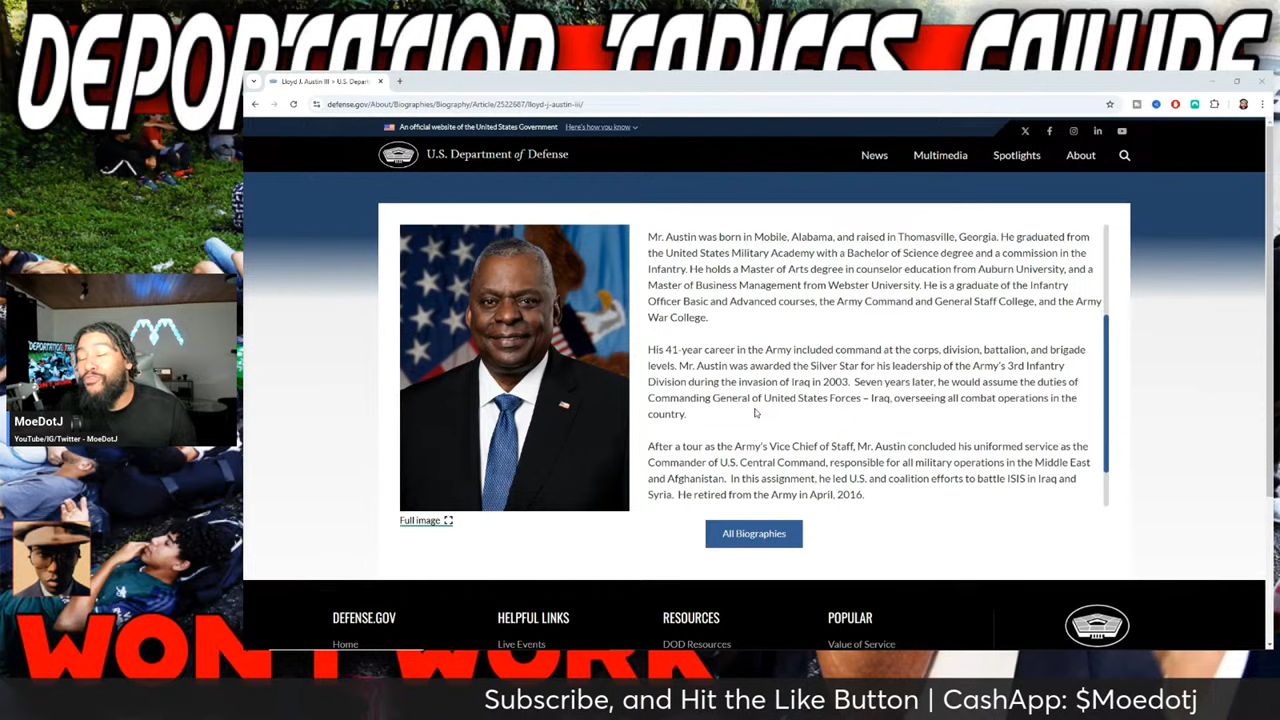 DEPORTATION, TARIFFS, FAILURE
Lloyd J. Austin III > U.S. Depart
defense.gov/About/Biographies/Biography/Article/2522687/lloyd-j-austin-iii/
An official website of the United States Government Here's how you know
U.S. Department of Defense
News Multimedia Spotlights About
Mr. Austin was born in Mobile, Alabama, and raised in Thomasville, Georgia. He graduated from
the United States Military Academy with a Bachelor of Science degree and a commission in the
Infantry. He holds a Master of Arts degree in counselor education from Auburn University, and a
Master of Business Management from Webster University. He is a graduate of the Infantry
Officer Basic and Advanced courses, the Army Command and General Staff College, and the Army
War College.
His 41-year career in the Army included command at the corps, division, battalion, and brigade
levels. Mr. Austin was awarded the Silver Star for his leadership of the Army's 3rd Infantry
Division during the invasion of Iraq in 2003. Seven years later, he would assume the duties of
Commanding General of United States Forces – Iraq, overseeing all combat operations in the
country.
After a tour as the Army's Vice Chief of Staff, Mr. Austin concluded his uniformed service as the
Commander of U.S. Central Command, responsible for all military operations in the Middle East
and Afghanistan. In this assignment, he led U.S. and coalition efforts to battle ISIS in Iraq and
Syria. He retired from the Army in April, 2016.
Full image
All Biographies
MoeDotJ
YouTube/IG/Twitter - MoeDotJ
DEFENSE.GOV HELPFUL LINKS RESOURCES POPULAR
Home Live Events DOD Resources Value of Service
WON'T WORK
Subscribe, and Hit the Like Button | CashApp: $Moedotj